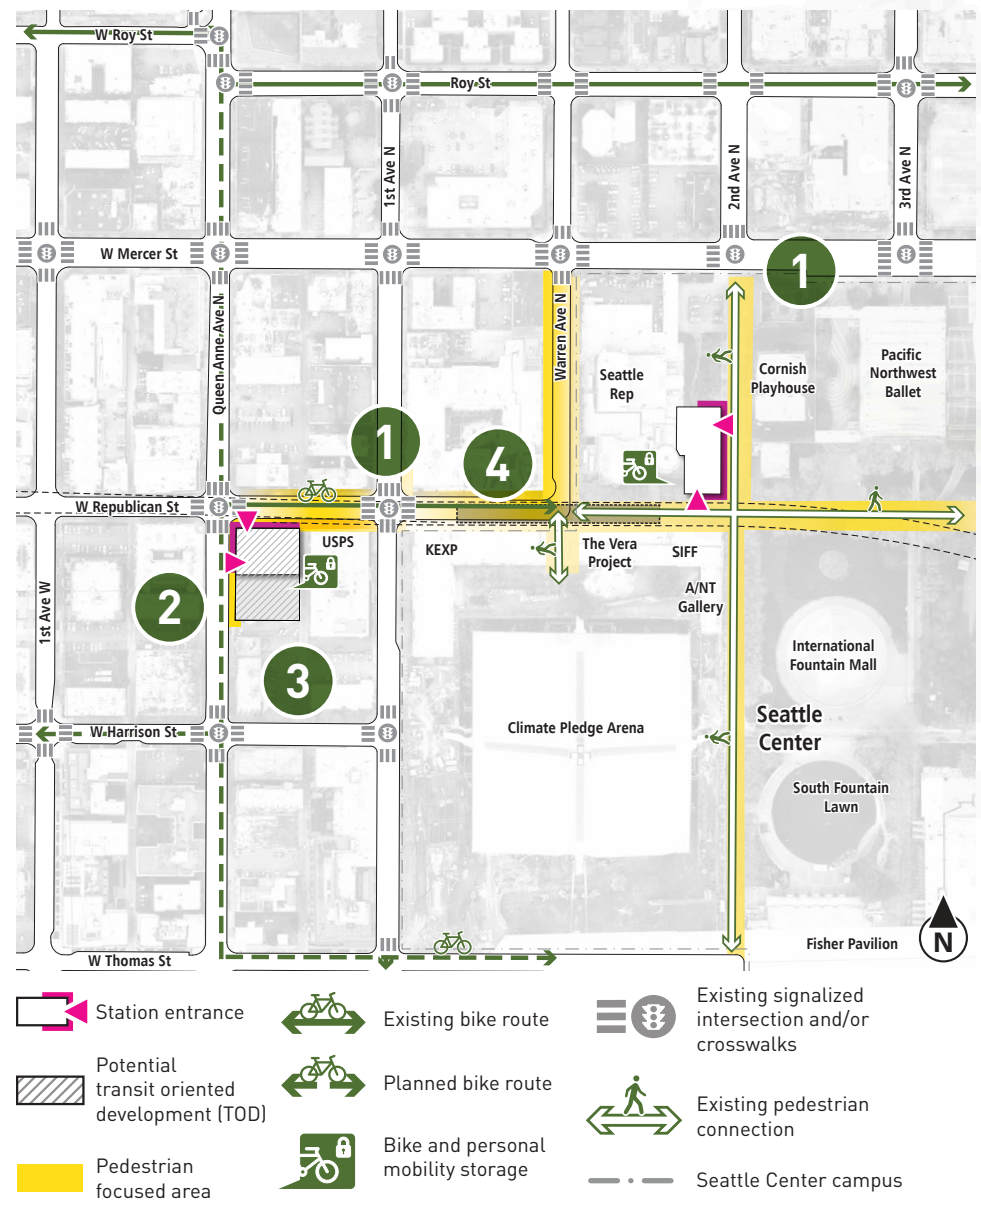 W Roy St
Roy St
1st Ave N
2nd Ave N
3rd Ave N
W Mercer St
1
Queen Anne Ave N
Warren Ave N
Seattle
Rep
Cornish
Playhouse
Pacific
Northwest
Ballet
1
4
W Republican St
USPS
KEXP
The Vera
Project
SIFF
A/NT
Gallery
1st Ave W
2
3
International
Fountain Mall
W Harrison St
Climate Pledge Arena
Seattle
Center
South Fountain
Lawn
W Thomas St
Fisher Pavilion
N
Station entrance
Potential
transit oriented
development (TOD)
Pedestrian
focused area
Existing bike route
Planned bike route
Bike and personal
mobility storage
Existing signalized
intersection and/or
crosswalks
Existing pedestrian
connection
Seattle Center campus